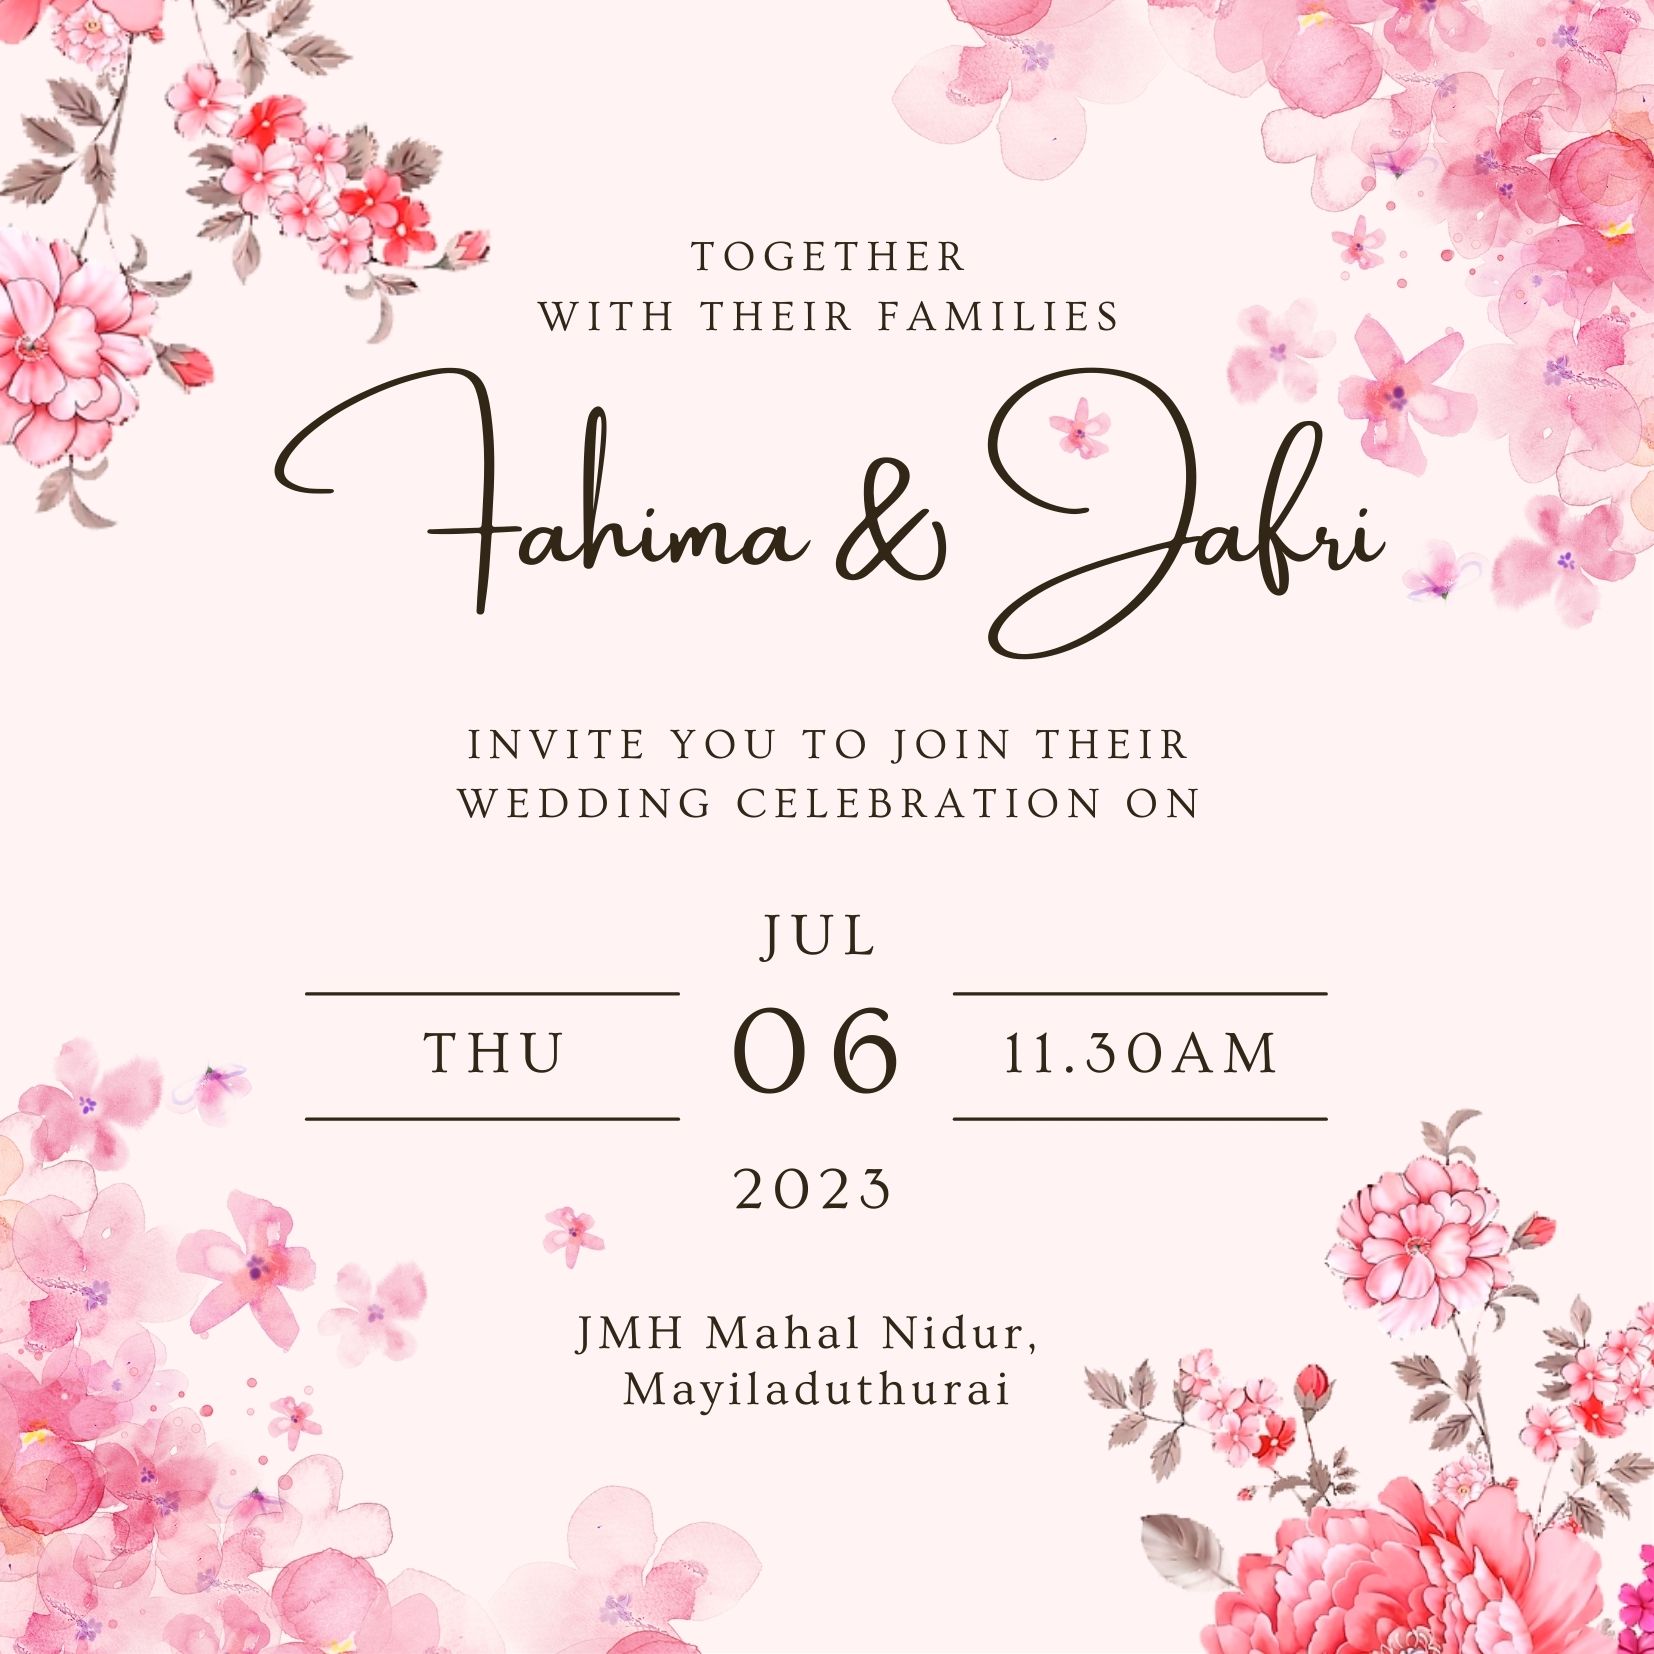 TOGETHER
WITH THEIR FAMILIES
Fahima & Jafri
INVITE YOU TO JOIN THEIR
WEDDING CELEBRATION ON
JUL
THU 06 11.30AM
2023
JMH Mahal Nidur,
Mayiladuthurai